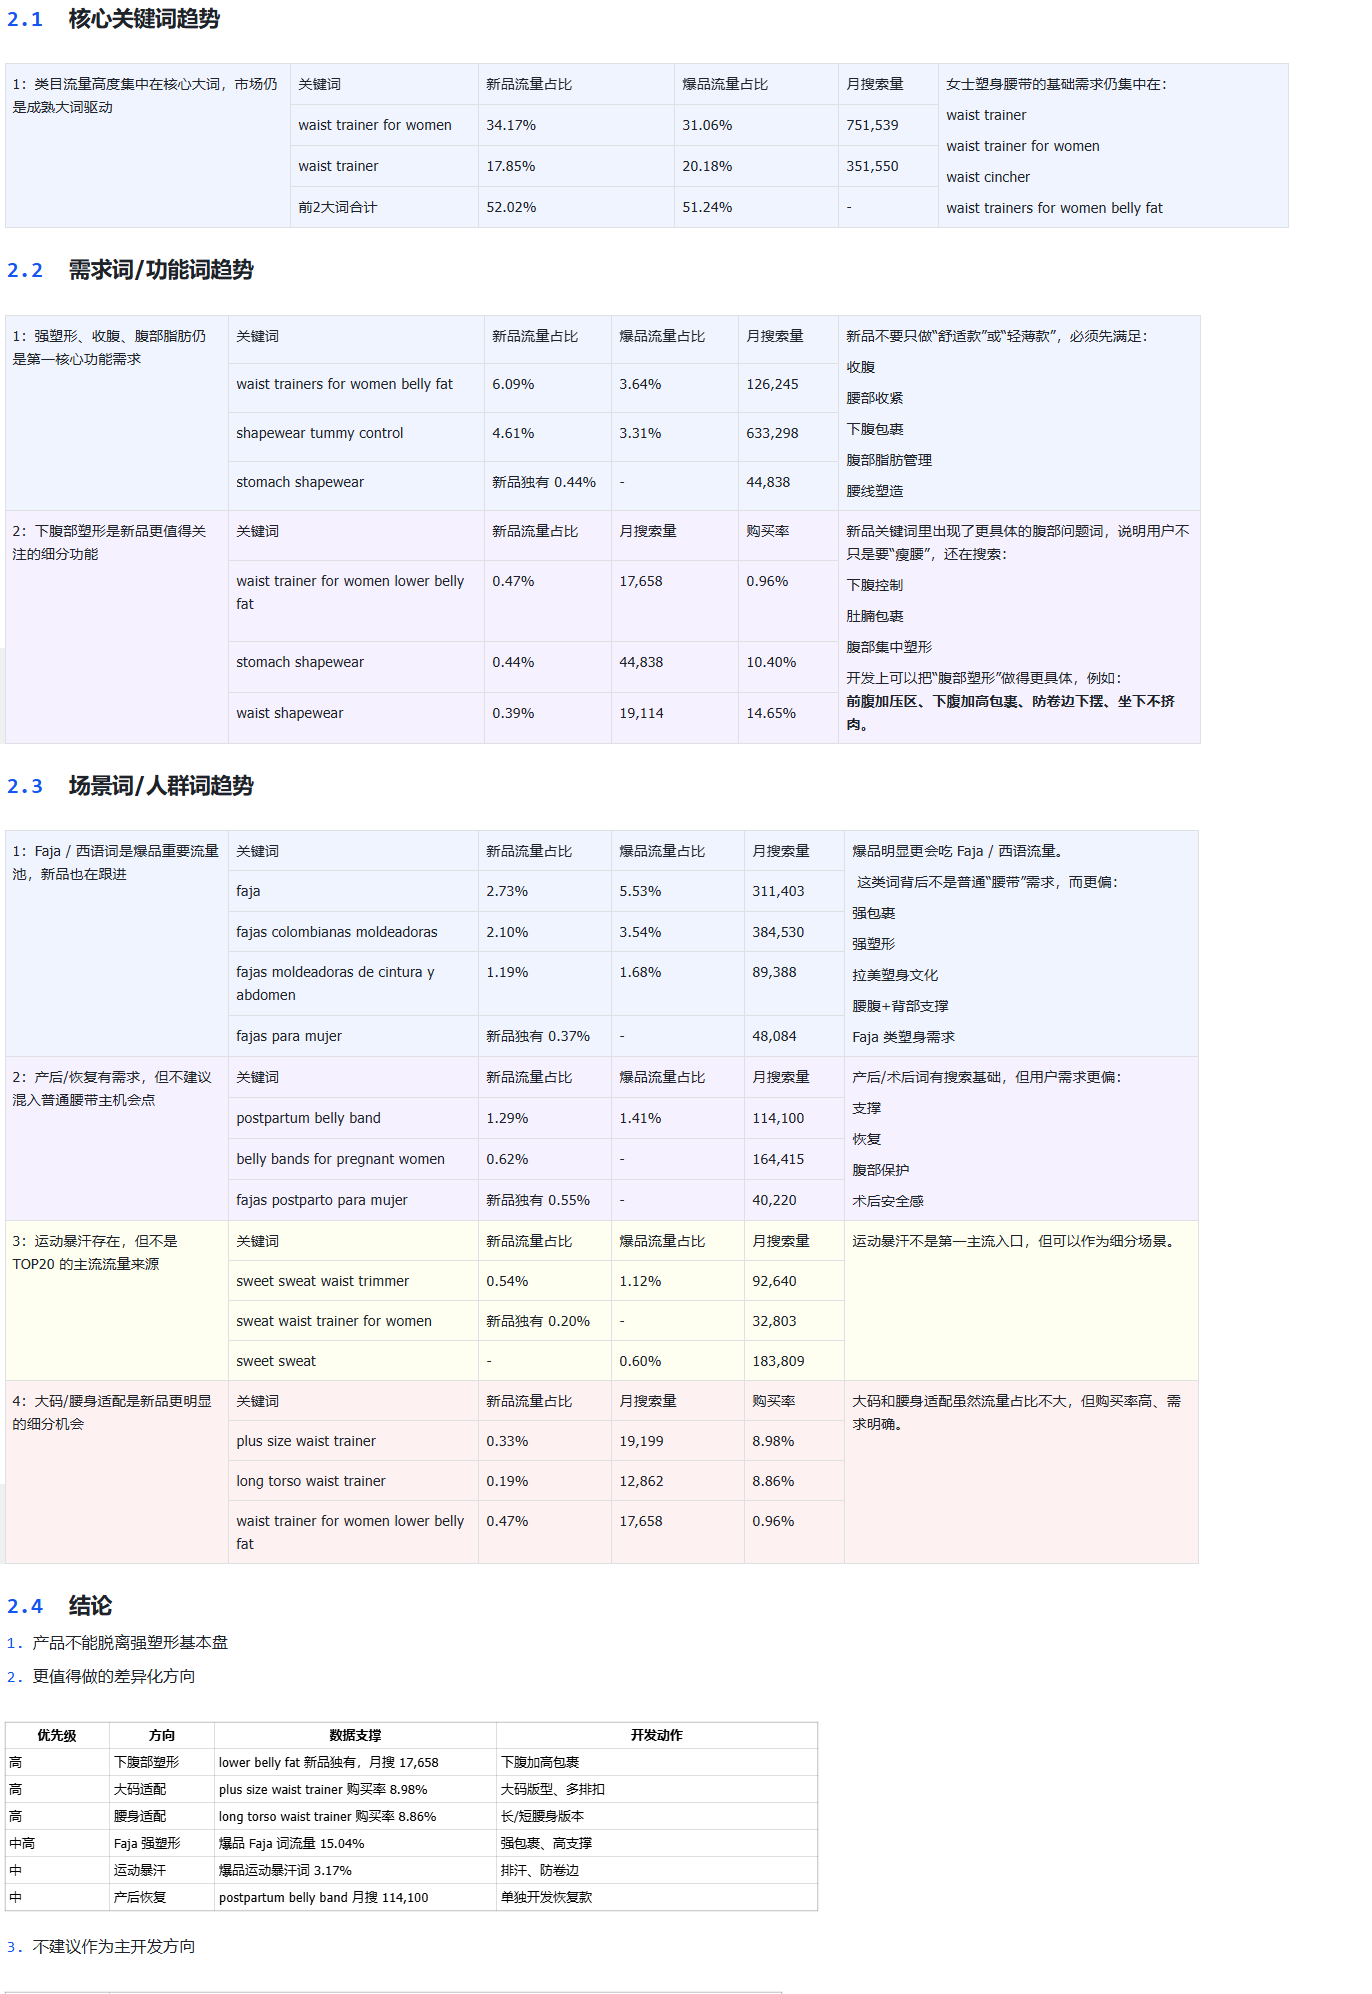 2.1 核心关键词趋势
1：类目流量高度集中在核心大词，市场仍
是成熟大词驱动
关键词
新品流量占比
爆品流量占比
月搜索量
waist trainer for women
34.17%
31.06%
751,539
waist trainer
17.85%
20.18%
351,550
前2大词合计
52.02%
51.24%
-
女士塑身腰带的基础需求仍集中在：
waist trainer
waist trainer for women
waist cincher
waist trainers for women belly fat
2.2 需求词/功能词趋势
1：强塑形、收腹、腹部脂肪仍
是第一核心功能需求
关键词
新品流量占比
爆品流量占比
月搜索量
waist trainers for women belly fat
6.09%
3.64%
126,245
shapewear tummy control
4.61%
3.31%
633,298
stomach shapewear
新品独有 0.44%
-
44,838
新品不要只做“舒适款”或“轻薄款”，必须先满足：
收腹
腰部收紧
下腹包裹
腹部脂肪管理
腰线塑造
2：下腹部塑形是新品更值得关
注的细分功能
关键词
新品流量占比
月搜索量
购买率
waist trainer for women lower belly
fat
0.47%
17,658
0.96%
stomach shapewear
0.44%
44,838
10.40%
waist shapewear
0.39%
19,114
14.65%
新品关键词里出现了更具体的腹部问题词，说明用户不
只是要“瘦腰”，还在搜索：
下腹控制
肚腩包裹
腹部集中塑形
开发上可以把“腹部塑形”做得更具体，例如：
前腹加压区、下腹加高包裹、防卷边下摆、坐下不挤
肉。
2.3 场景词/人群词趋势
1：Faja / 西语词是爆品重要流量
池，新品也在跟进
关键词
新品流量占比
爆品流量占比
月搜索量
faja
2.73%
5.53%
311,403
fajas colombianas moldeadoras
2.10%
3.54%
384,530
fajas moldeadoras de cintura y
abdomen
1.19%
1.68%
89,388
fajas para mujer
新品独有 0.37%
-
48,084
爆品明显更会吃 Faja / 西语流量。
这类词背后不是普通“腰带”需求，而更偏：
强包裹
强塑形
拉美塑身文化
腰腹+背部支撑
Faja 类塑身需求
2：产后/恢复有需求，但不建议
混入普通腰带主机会点
关键词
新品流量占比
爆品流量占比
月搜索量
postpartum belly band
1.29%
1.41%
114,100
belly bands for pregnant women
0.62%
-
164,415
fajas postparto para mujer
新品独有 0.55%
-
40,220
产后/术后词有搜索基础，但用户需求更偏：
支撑
恢复
腹部保护
术后安全感
3：运动暴汗存在，但不是
TOP20 的主流流量来源
关键词
新品流量占比
爆品流量占比
月搜索量
sweet sweat waist trimmer
0.54%
1.12%
92,640
sweat waist trainer for women
新品独有 0.20%
-
32,803
sweet sweat
-
0.60%
183,809
运动暴汗不是第一主流入口，但可以作为细分场景。
4：大码/腰身适配是新品更明显
的细分机会
关键词
新品流量占比
月搜索量
购买率
plus size waist trainer
0.33%
19,199
8.98%
long torso waist trainer
0.19%
12,862
8.86%
waist trainer for women lower belly
fat
0.47%
17,658
0.96%
大码和腰身适配虽然流量占比不大，但购买率高、需
求明确。
2.4 结论
1. 产品不能脱离强塑形基本盘
2. 更值得做的差异化方向
优先级
方向
数据支撑
开发动作
高
下腹部塑形
lower belly fat 新品独有，月搜 17,658
下腹加高包裹
高
大码适配
plus size waist trainer 购买率 8.98%
大码版型、多排扣
高
腰身适配
long torso waist trainer 购买率 8.86%
长/短腰身版本
中高
Faja 强塑形
爆品 Faja 词流量 15.04%
强包裹、高支撑
中
运动暴汗
爆品运动暴汗词 3.17%
排汗、防卷边
中
产后恢复
postpartum belly band 月搜 114,100
单独开发恢复款
3. 不建议作为主开发方向